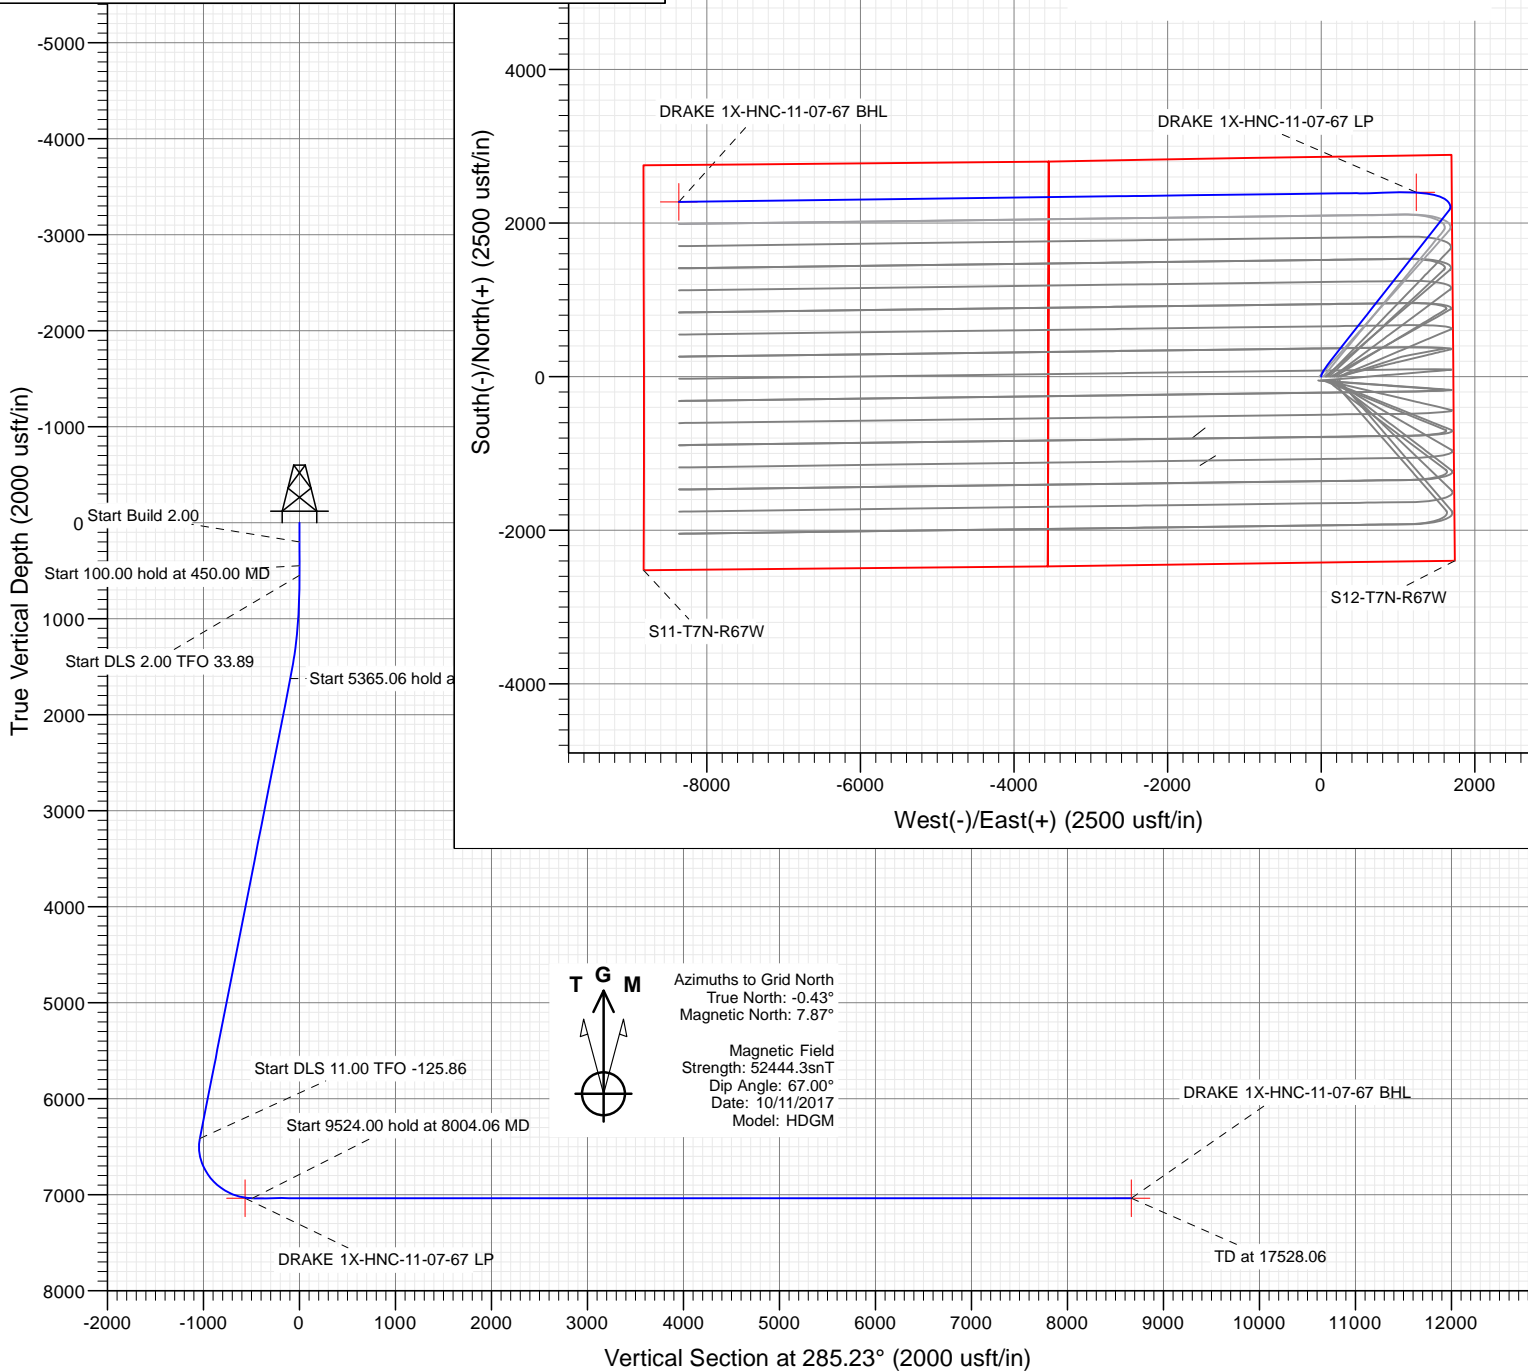 -5000
-4000
-3000
-2000
-1000
0
1000
2000
3000
4000
5000
6000
7000
8000
True Vertical Depth (2000 usft/in)
Start Build 2.00
Start 100.00 hold at 450.00 MD
Start DLS 2.00 TFO 33.89
Start 5365.06 hold a
Start DLS 11.00 TFO -125.86
Start 9524.00 hold at 8004.06 MD
DRAKE 1X-HNC-11-07-67 LP
DRAKE 1X-HNC-11-07-67 BHL
TD at 17528.06
-2000
-1000
0
1000
2000
3000
4000
5000
6000
7000
8000
9000
10000
11000
12000
Vertical Section at 285.23° (2000 usft/in)
4000
2000
0
-2000
-4000
South(-)/North(+) (2500 usft/in)
DRAKE 1X-HNC-11-07-67 BHL
DRAKE 1X-HNC-11-07-67 LP
S11-T7N-R67W
S12-T7N-R67W
-8000
-6000
-4000
-2000
0
2000
West(-)/East(+) (2500 usft/in)
T G M
Azimuths to Grid North
True North: -0.43°
Magnetic North: 7.87°
Magnetic Field
Strength: 52444.3snT
Dip Angle: 67.00°
Date: 10/11/2017
Model: HDGM